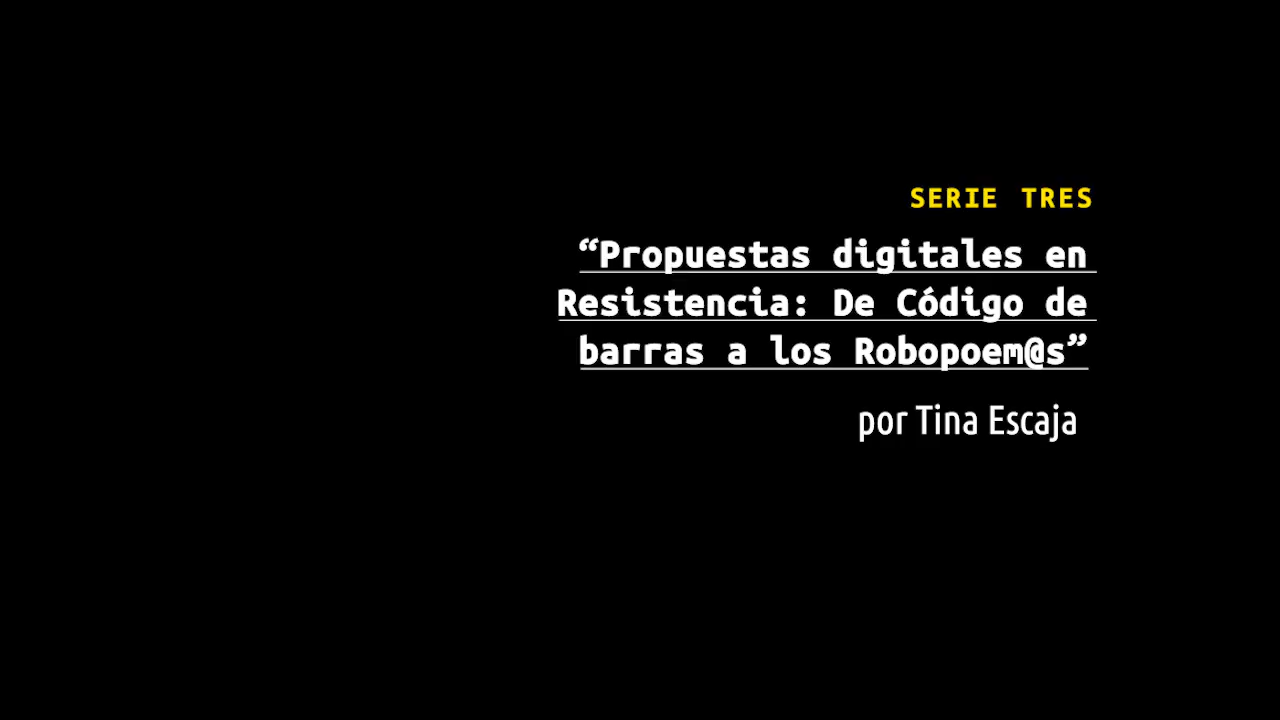 SERIE TRES
“Propuestas digitales en
Resistencia: De Código de
barras a los Robopoem@s”
por Tina Escaja